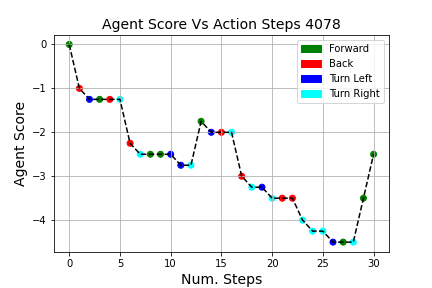 Agent Score Vs Action Steps 4078
Forward
Back
Turn Left
Turn Right
0
−1
−2
−3
−4
Agent Score
0 5 10 15 20 25 30
Num. Steps